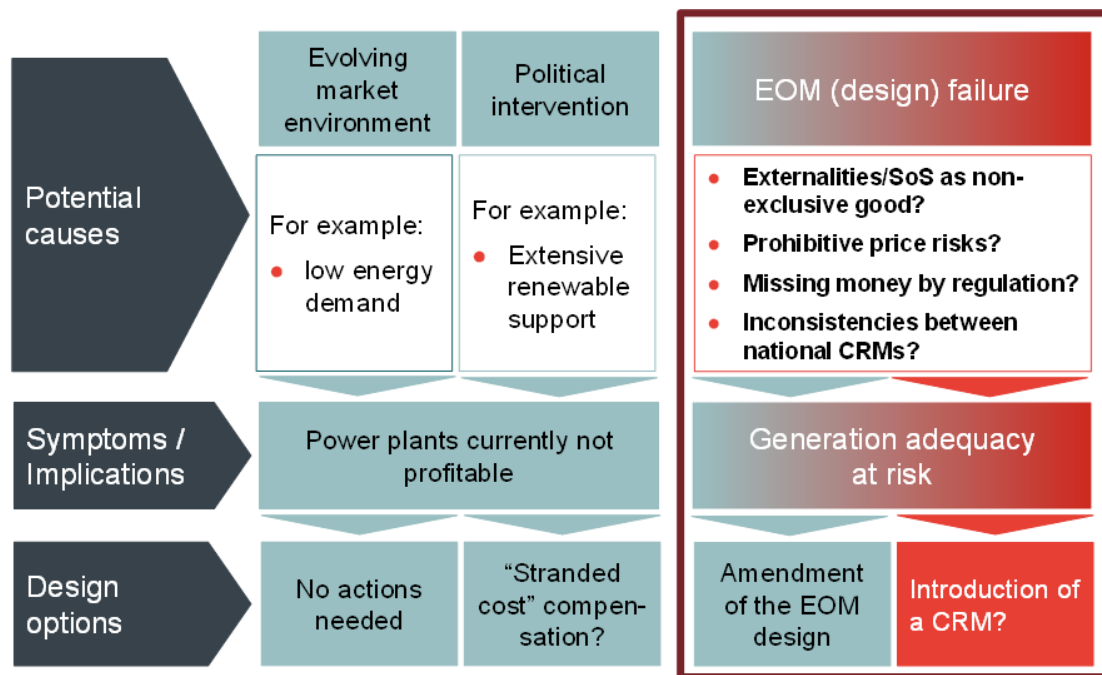 Potential
causes
Evolving
market
environment
Political
intervention
EOM (design) failure
For example:
• low energy
demand
For example:
• Extensive
renewable
support
• Externalities/SoS as non-
exclusive good?
• Prohibitive price risks?
• Missing money by regulation?
• Inconsistencies between
national CRMs?
Symptoms /
Implications
Power plants currently not
profitable
Generation adequacy
at risk
Design
options
No actions
needed
“Stranded
cost” compen-
sation?
Amendment
of the EOM
design
Introduction of
a CRM?